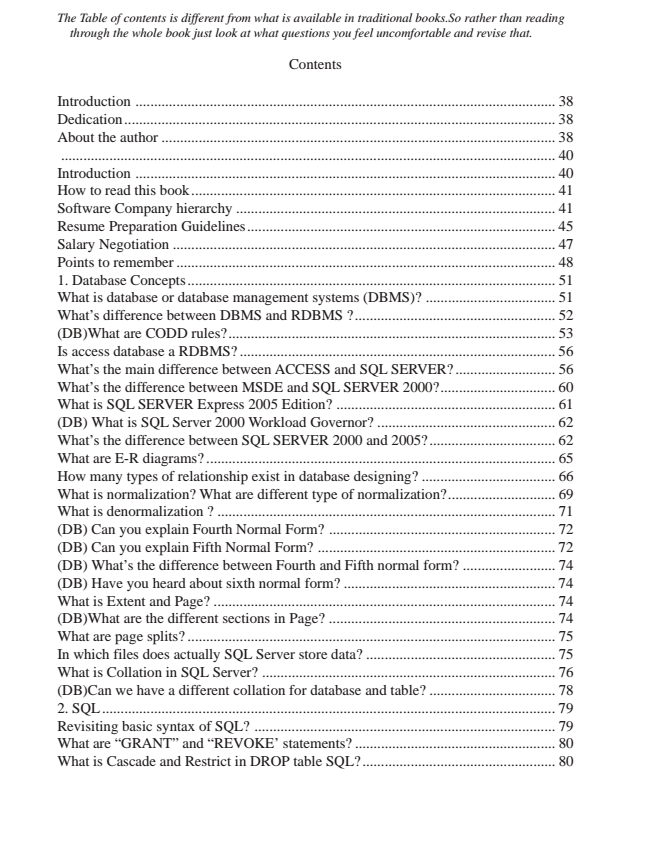 The Table of contents is different from what is available in traditional books.So rather than reading
through the whole book just look at what questions you feel uncomfortable and revise that.
Contents
Introduction ................................................................................................................ 38
Dedication................................................................................................................... 38
About the author ......................................................................................................... 38
.................................................................................................................................... 40
Introduction ................................................................................................................ 40
How to read this book................................................................................................. 41
Software Company hierarchy ..................................................................................... 41
Resume Preparation Guidelines.................................................................................. 45
Salary Negotiation ...................................................................................................... 47
Points to remember ..................................................................................................... 48
1. Database Concepts.................................................................................................. 51
What is database or database management systems (DBMS)? .................................. 51
What's difference between DBMS and RDBMS ?..................................................... 52
(DB)What are CODD rules?....................................................................................... 53
Is access database a RDBMS?.................................................................................... 56
What's the main difference between ACCESS and SQL SERVER?.......................... 56
What's the difference between MSDE and SQL SERVER 2000?.............................. 60
What is SQL SERVER Express 2005 Edition? .......................................................... 61
(DB) What is SQL Server 2000 Workload Governor? ............................................... 62
What's the difference between SQL SERVER 2000 and 2005?................................. 62
What are E-R diagrams?............................................................................................. 65
How many types of relationship exist in database designing? ................................... 66
What is normalization? What are different type of normalization?............................ 69
What is denormalization ? .......................................................................................... 71
(DB) Can you explain Fourth Normal Form? ............................................................ 72
(DB) Can you explain Fifth Normal Form? ............................................................... 72
(DB) What's the difference between Fourth and Fifth normal form? ........................ 74
(DB) Have you heard about sixth normal form? ........................................................ 74
What is Extent and Page? ........................................................................................... 74
(DB)What are the different sections in Page? ............................................................ 74
What are page splits? .................................................................................................. 75
In which files does actually SQL Server store data? .................................................. 75
What is Collation in SQL Server? .............................................................................. 76
(DB)Can we have a different collation for database and table? ................................. 78
2. SQL ......................................................................................................................... 79
Revisiting basic syntax of SQL? ................................................................................ 79
What are “GRANT” and “REVOKE’ statements? ..................................................... 80
What is Cascade and Restrict in DROP table SQL?................................................... 80